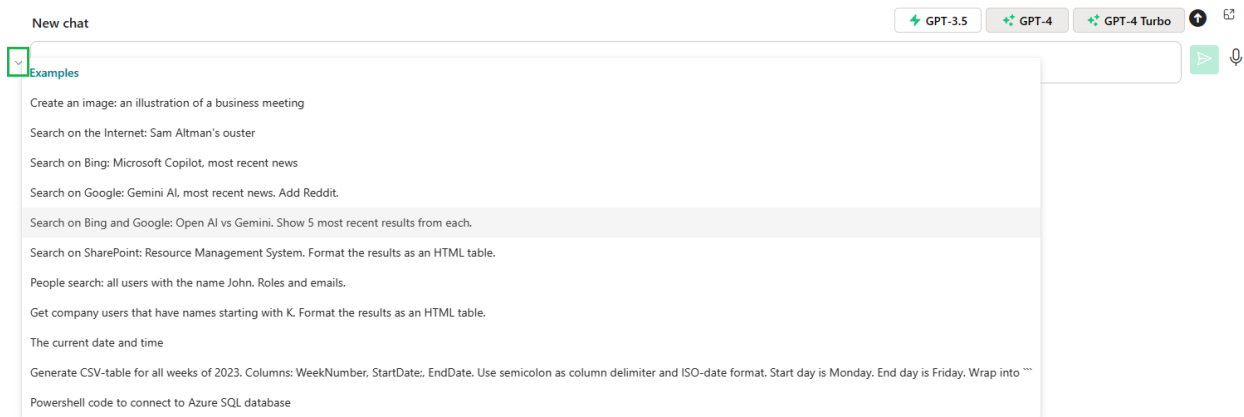 New chat
GPT-3.5
GPT-4
GPT-4 Turbo
Examples
Create an image: an illustration of a business meeting
Search on the Internet: Sam Altman's ouster
Search on Bing: Microsoft Copilot, most recent news
Search on Google: Gemini AI, most recent news. Add Reddit.
Search on Bing and Google: Open AI vs Gemini. Show 5 most recent results from each.
Search on SharePoint: Resource Management System. Format the results as an HTML table.
People search: all users with the name John. Roles and emails.
Get company users that have names starting with K. Format the results as an HTML table.
The current date and time
Generate CSV-table for all weeks of 2023. Columns: WeekNumber, StartDate;, EndDate. Use semicolon as column delimiter and ISO-date format. Start day is Monday. End day is Friday. Wrap into ```
Powershell code to connect to Azure SQL database